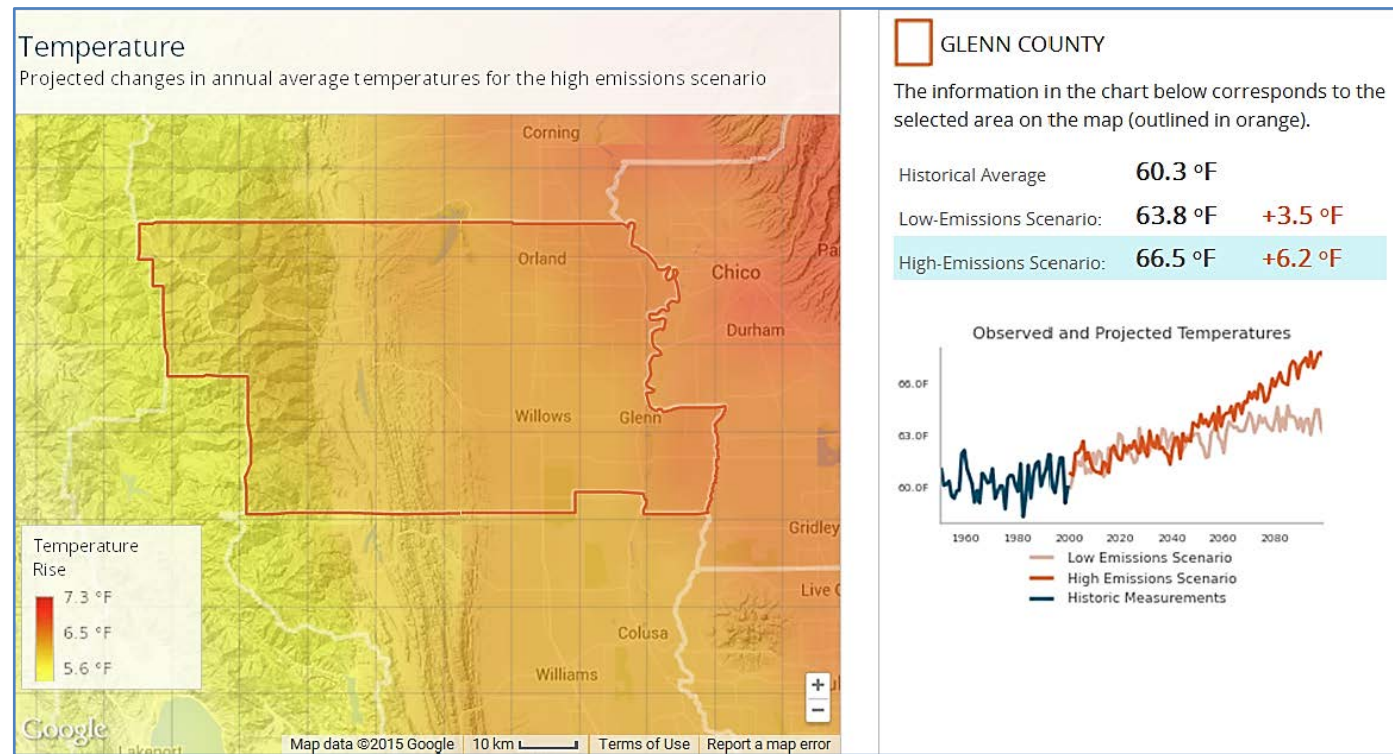 Temperature
Projected changes in annual average temperatures for the high emissions scenario
Corning
Orland
Chico
Durham
Willows
Glenn
Gridley
Live
Colusa
Williams
Lakeport
Temperature
Rise
7.3 °F
6.5 °F
5.6 °F
+
−
Google
Map data ©2015 Google
10 km
Terms of Use
Report a map error
GLENN COUNTY
The information in the chart below corresponds to the
selected area on the map (outlined in orange).
Historical Average 60.3 °F
Low-Emissions Scenario: 63.8 °F +3.5 °F
High-Emissions Scenario: 66.5 °F +6.2 °F
Observed and Projected Temperatures
66.0F
63.0F
60.0F
1960 1980 2000 2020 2040 2060 2080
Low Emissions Scenario
High Emissions Scenario
Historic Measurements